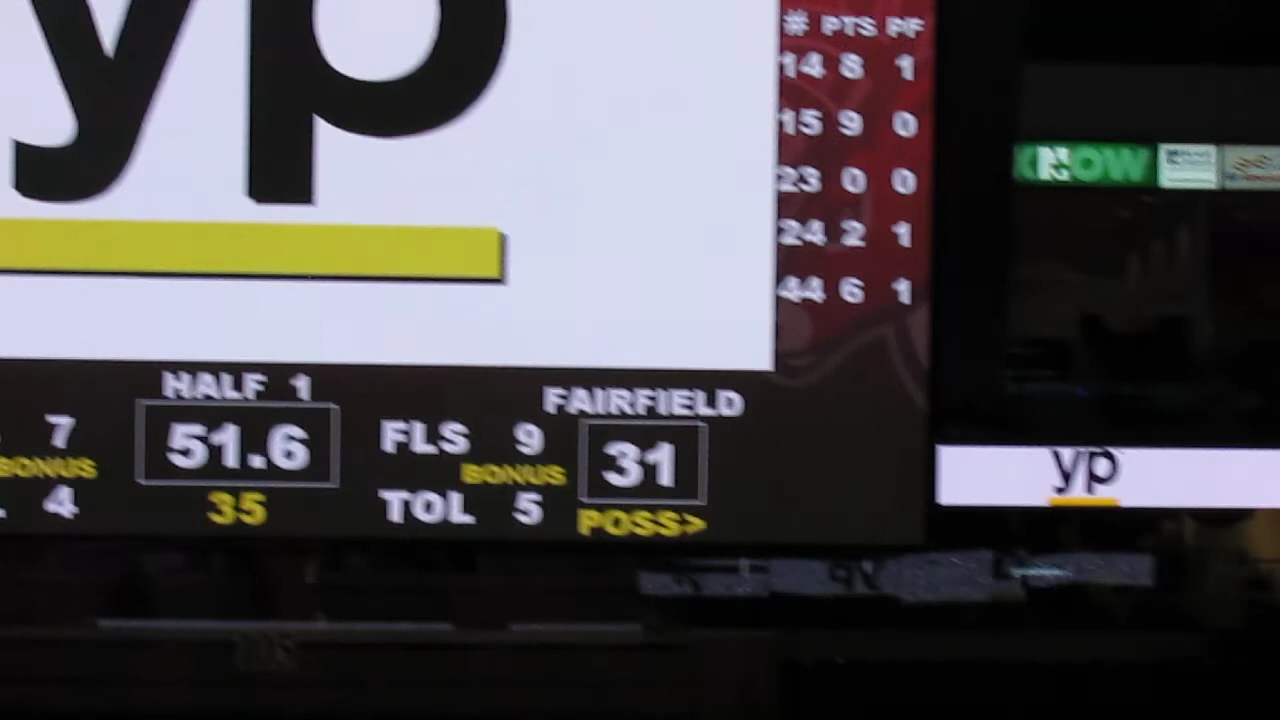 yp
# PTS PF
14 8 1
15 9 0
23 0 0
24 2 1
44 6 1
KNOW
HALF 1
FAIRFIELD
7
51.6
FLS 9
31
BONUS
BONUS
4
35
TOL 5
POSS>
yp